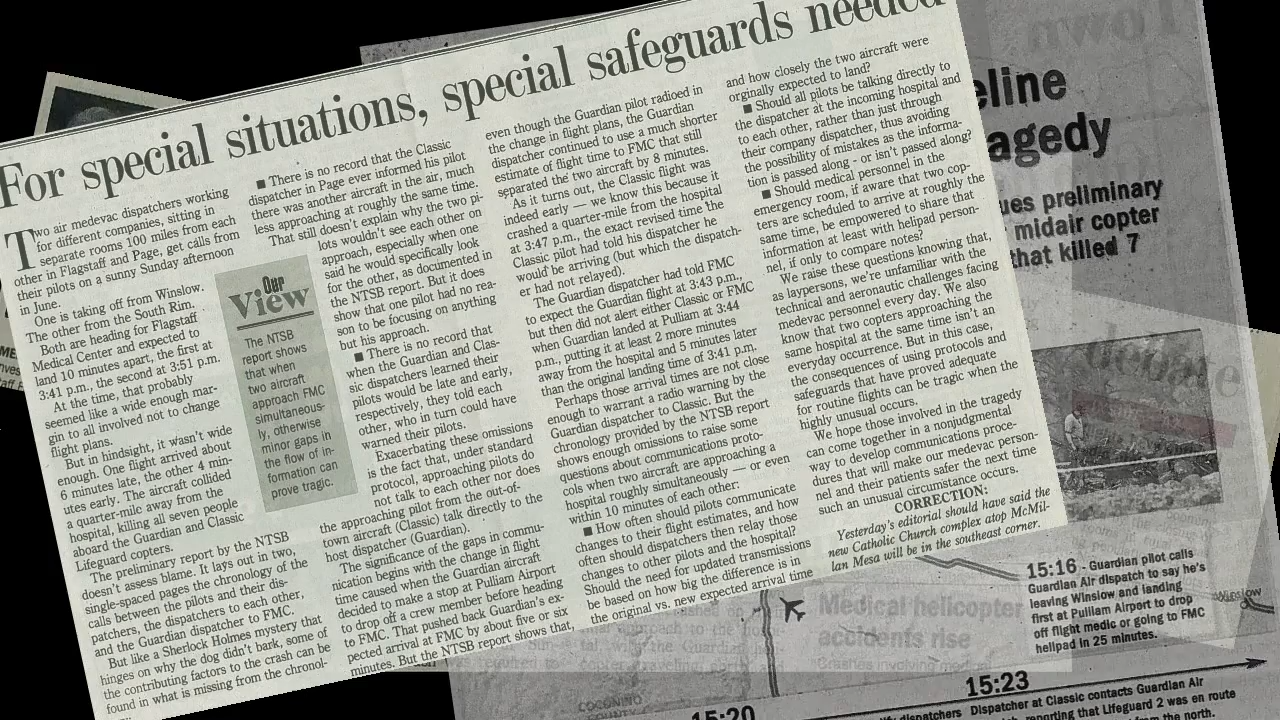 For special situations, special safeguards needed
Two air medevac dispatchers working
for different companies, sitting in
separate rooms 100 miles from each
other in Flagstaff and Page, get calls from
their pilots on a sunny Sunday afternoon
in June.
One is taking off from Winslow.
The other from the South Rim.
Both are heading for Flagstaff
Medical Center and expected to
land 10 minutes apart, the first at
3:41 p.m., the second at 3:51 p.m.
At the time, that probably
seemed like a wide enough mar-
gin to all involved not to change
flight plans.
But in hindsight, it wasn't wide
enough. One flight arrived about
6 minutes late, the other 4 min-
utes early. The aircraft collided
a quarter-mile away from the
hospital, killing all seven people
aboard the Guardian and Classic
Lifeguard copters.
The preliminary report by the NTSB
doesn't assess blame. It lays out in two,
single-spaced pages the chronology of the
calls between the pilots and their dis-
patchers, the dispatchers to each other,
and the Guardian dispatcher to FMC.
But like a Sherlock Holmes mystery that
hinges on why the dog didn't bark, some of
the contributing factors to the crash can be
found in what is missing from the chronol-
Our
View
The NTSB
report shows
that when
two aircraft
approach FMC
simultaneous-
ly, otherwise
minor gaps in
the flow of in-
formation can
prove tragic.
■ There is no record that the Classic
dispatcher in Page ever informed his pilot
there was another aircraft in the air, much
less approaching at roughly the same time.
That still doesn't explain why the two pi-
lots wouldn't see each other on
approach, especially when one
said he would specifically look
for the other, as documented in
the NTSB report. But it does
show that one pilot had no rea-
son to be focusing on anything
but his approach.
■ There is no record that
when the Guardian and Clas-
sic dispatchers learned their
pilots would be late and early,
respectively, they told each
other, who in turn could have
warned their pilots.
Exacerbating these omissions
is the fact that, under standard
protocol, approaching pilots do
not talk to each other nor does
the approaching pilot from the out-of-
town aircraft (Classic) talk directly to the
host dispatcher (Guardian).
The significance of the gaps in commu-
nication begins with the change in flight
time caused when the Guardian aircraft
decided to make a stop at Pulliam Airport
to drop off a crew member before heading
to FMC. That pushed back Guardian's ex-
pected arrival at FMC by about five or six
minutes. But the NTSB report shows that,
even though the Guardian pilot radioed in
the change in flight plans, the Guardian
dispatcher continued to use a much shorter
estimate of flight time to FMC that still
separated the two aircraft by 8 minutes.
As it turns out, the Classic flight was
indeed early — we know this because it
crashed a quarter-mile from the hospital
at 3:47 p.m., the exact revised time the
Classic pilot had told his dispatcher he
would be arriving (but which the dispatch-
er had not relayed).
The Guardian dispatcher had told FMC
to expect the Guardian flight at 3:43 p.m.,
but then did not alert either Classic or FMC
when Guardian landed at Pulliam at 3:44
p.m., putting it at least 2 more minutes
away from the hospital and 5 minutes later
than the original landing time of 3:41 p.m.
Perhaps those arrival times are not close
enough to warrant a radio warning by the
Guardian dispatcher to Classic. But the
chronology provided by the NTSB report
shows enough omissions to raise some
questions about communications proto-
cols when two aircraft are approaching a
hospital roughly simultaneously — or even
within 10 minutes of each other:
■ How often should pilots communicate
changes to their flight estimates, and how
often should dispatchers then relay those
changes to other pilots and the hospital?
Should the need for updated transmissions
be based on how big the difference is in
the original vs. new expected arrival time
and how closely the two aircraft were
orginally expected to land?
■ Should all pilots be talking directly to
the dispatcher at the incoming hospital and
to each other, rather than just through
their company dispatcher, thus avoiding
the possibility of mistakes as the informa-
tion is passed along - or isn't passed along?
■ Should medical personnel in the
emergency room, if aware that two cop-
ters are scheduled to arrive at roughly the
same time, be empowered to share that
information at least with helipad person-
nel, if only to compare notes?
We raise these questions knowing that,
as laypersons, we're unfamiliar with the
technical and aeronautic challenges facing
medevac personnel every day. We also
know that two copters approaching the
same hospital at the same time isn't an
everyday occurrence. But in this case,
the consequences of using protocols and
safeguards that have proved adequate
for routine flights can be tragic when the
highly unusual occurs.
We hope those involved in the tragedy
can come together in a nonjudgmental
way to develop communications proce-
dures that will make our medevac person-
nel and their patients safer the next time
such an unusual circumstance occurs.
CORRECTION:
Yesterday's editorial should have said the
new Catholic Church complex atop McMil-
lan Mesa will be in the southeast corner.
eline
agedy
ues preliminary
midair copter
that killed 7
debate
15:16 - Guardian pilot calls
Guardian Air dispatch to say he's
leaving Winslow and landing
first at Pulliam Airport to drop
off flight medic or going to FMC
helipad in 25 minutes.
Winslow
Medical helicopter
accidents rise
Crashes involving medical
COCONINO
COUNTY
15:20
15:23
dispatchers
Dispatcher at Classic contacts Guardian Air
reporting that Lifeguard 2 was en route
the north.